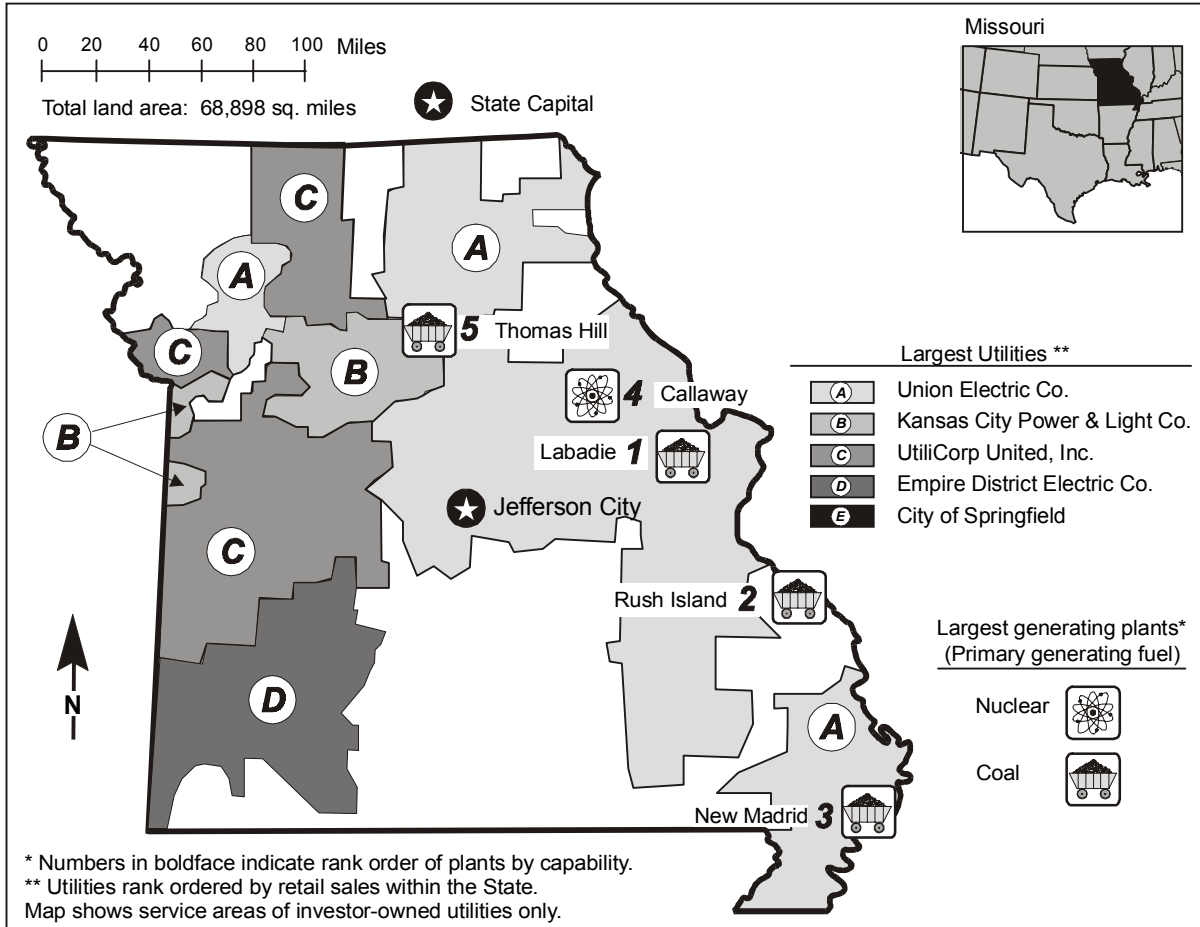 0 20 40 60 80 100 Miles
Total land area: 68,898 sq. miles
State Capital
Missouri
C
A
A
C
B
B
5 Thomas Hill
4 Callaway
Labadie 1
Jefferson City
C
Rush Island 2
D
A
New Madrid 3
N
Largest Utilities **
A Union Electric Co.
B Kansas City Power & Light Co.
C UtiliCorp United, Inc.
D Empire District Electric Co.
E City of Springfield
Largest generating plants*
(Primary generating fuel)
Nuclear
Coal
* Numbers in boldface indicate rank order of plants by capability.
** Utilities rank ordered by retail sales within the State.
Map shows service areas of investor-owned utilities only.